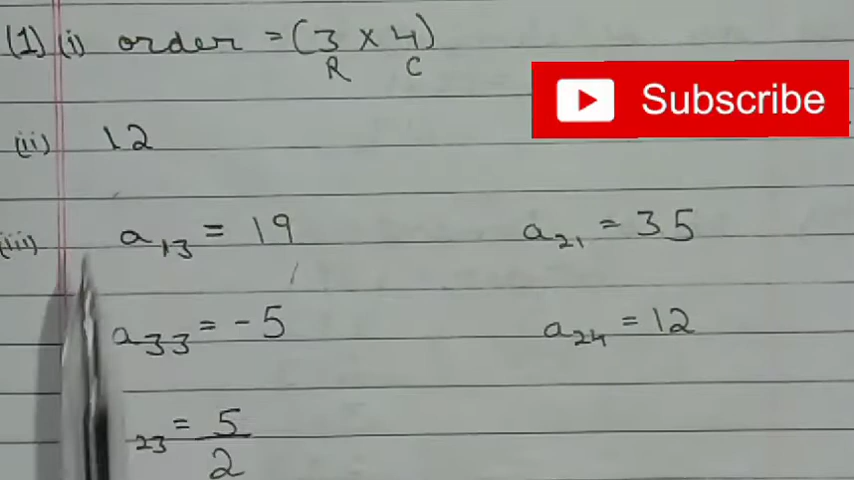 (1) (i) order = (3 × 4)
R C
Subscribe
(ii) 12
(iii) a13 = 19 a21 = 35
a33 = -5 a24 = 12
23 = 5/2